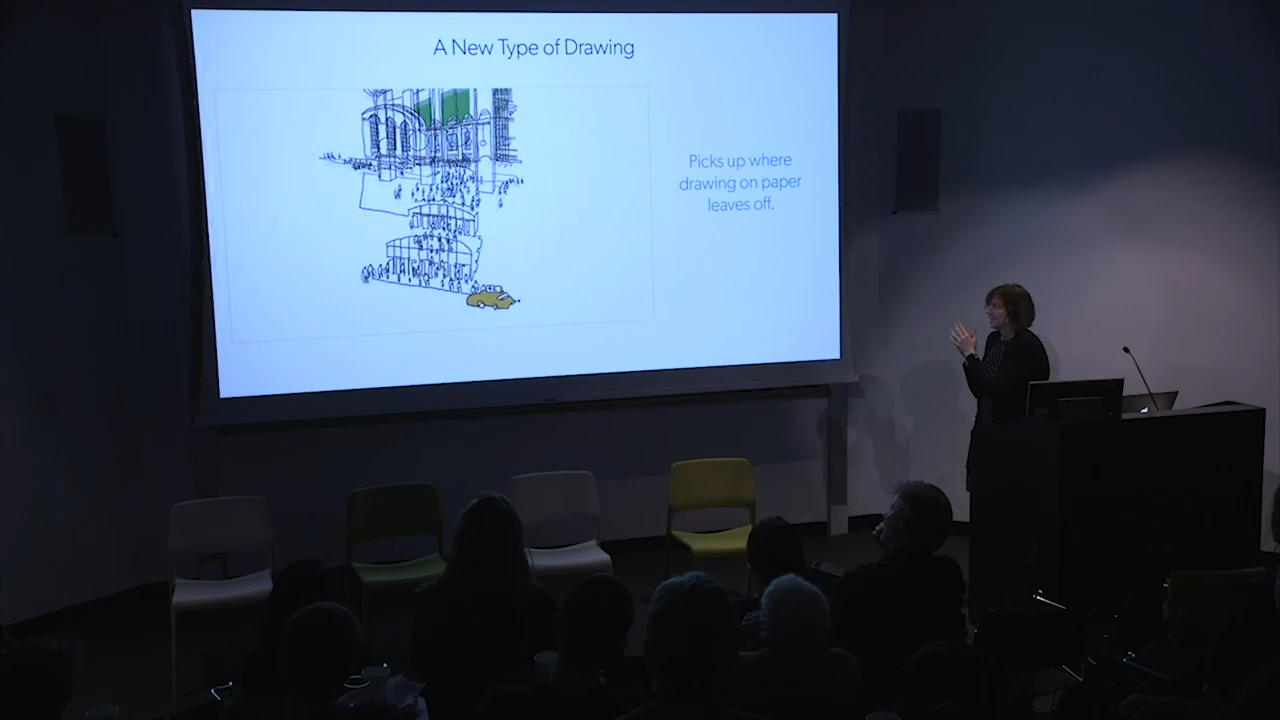 A New Type of Drawing
Picks up where
drawing on paper
leaves off.